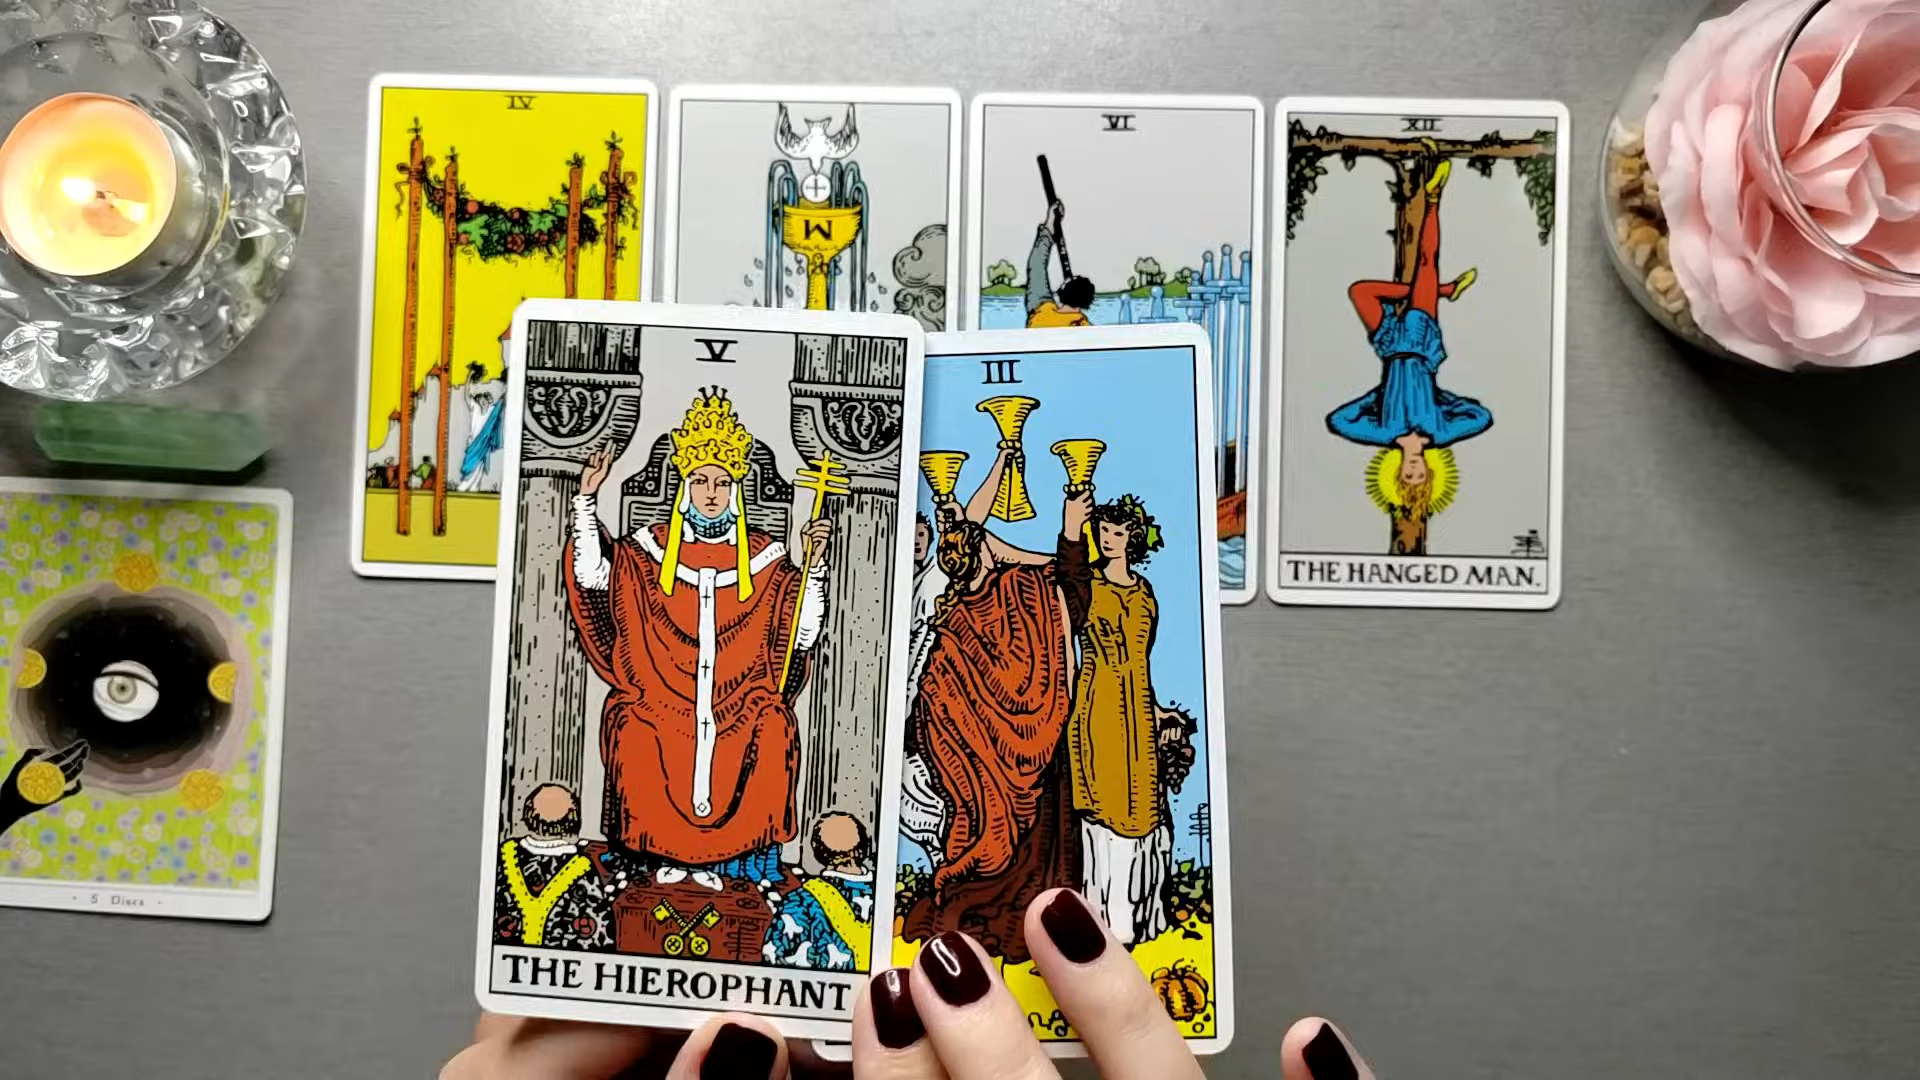 IV
VI
XII
THE HANGED MAN.
V
THE HIEROPHANT
III
5 Discs